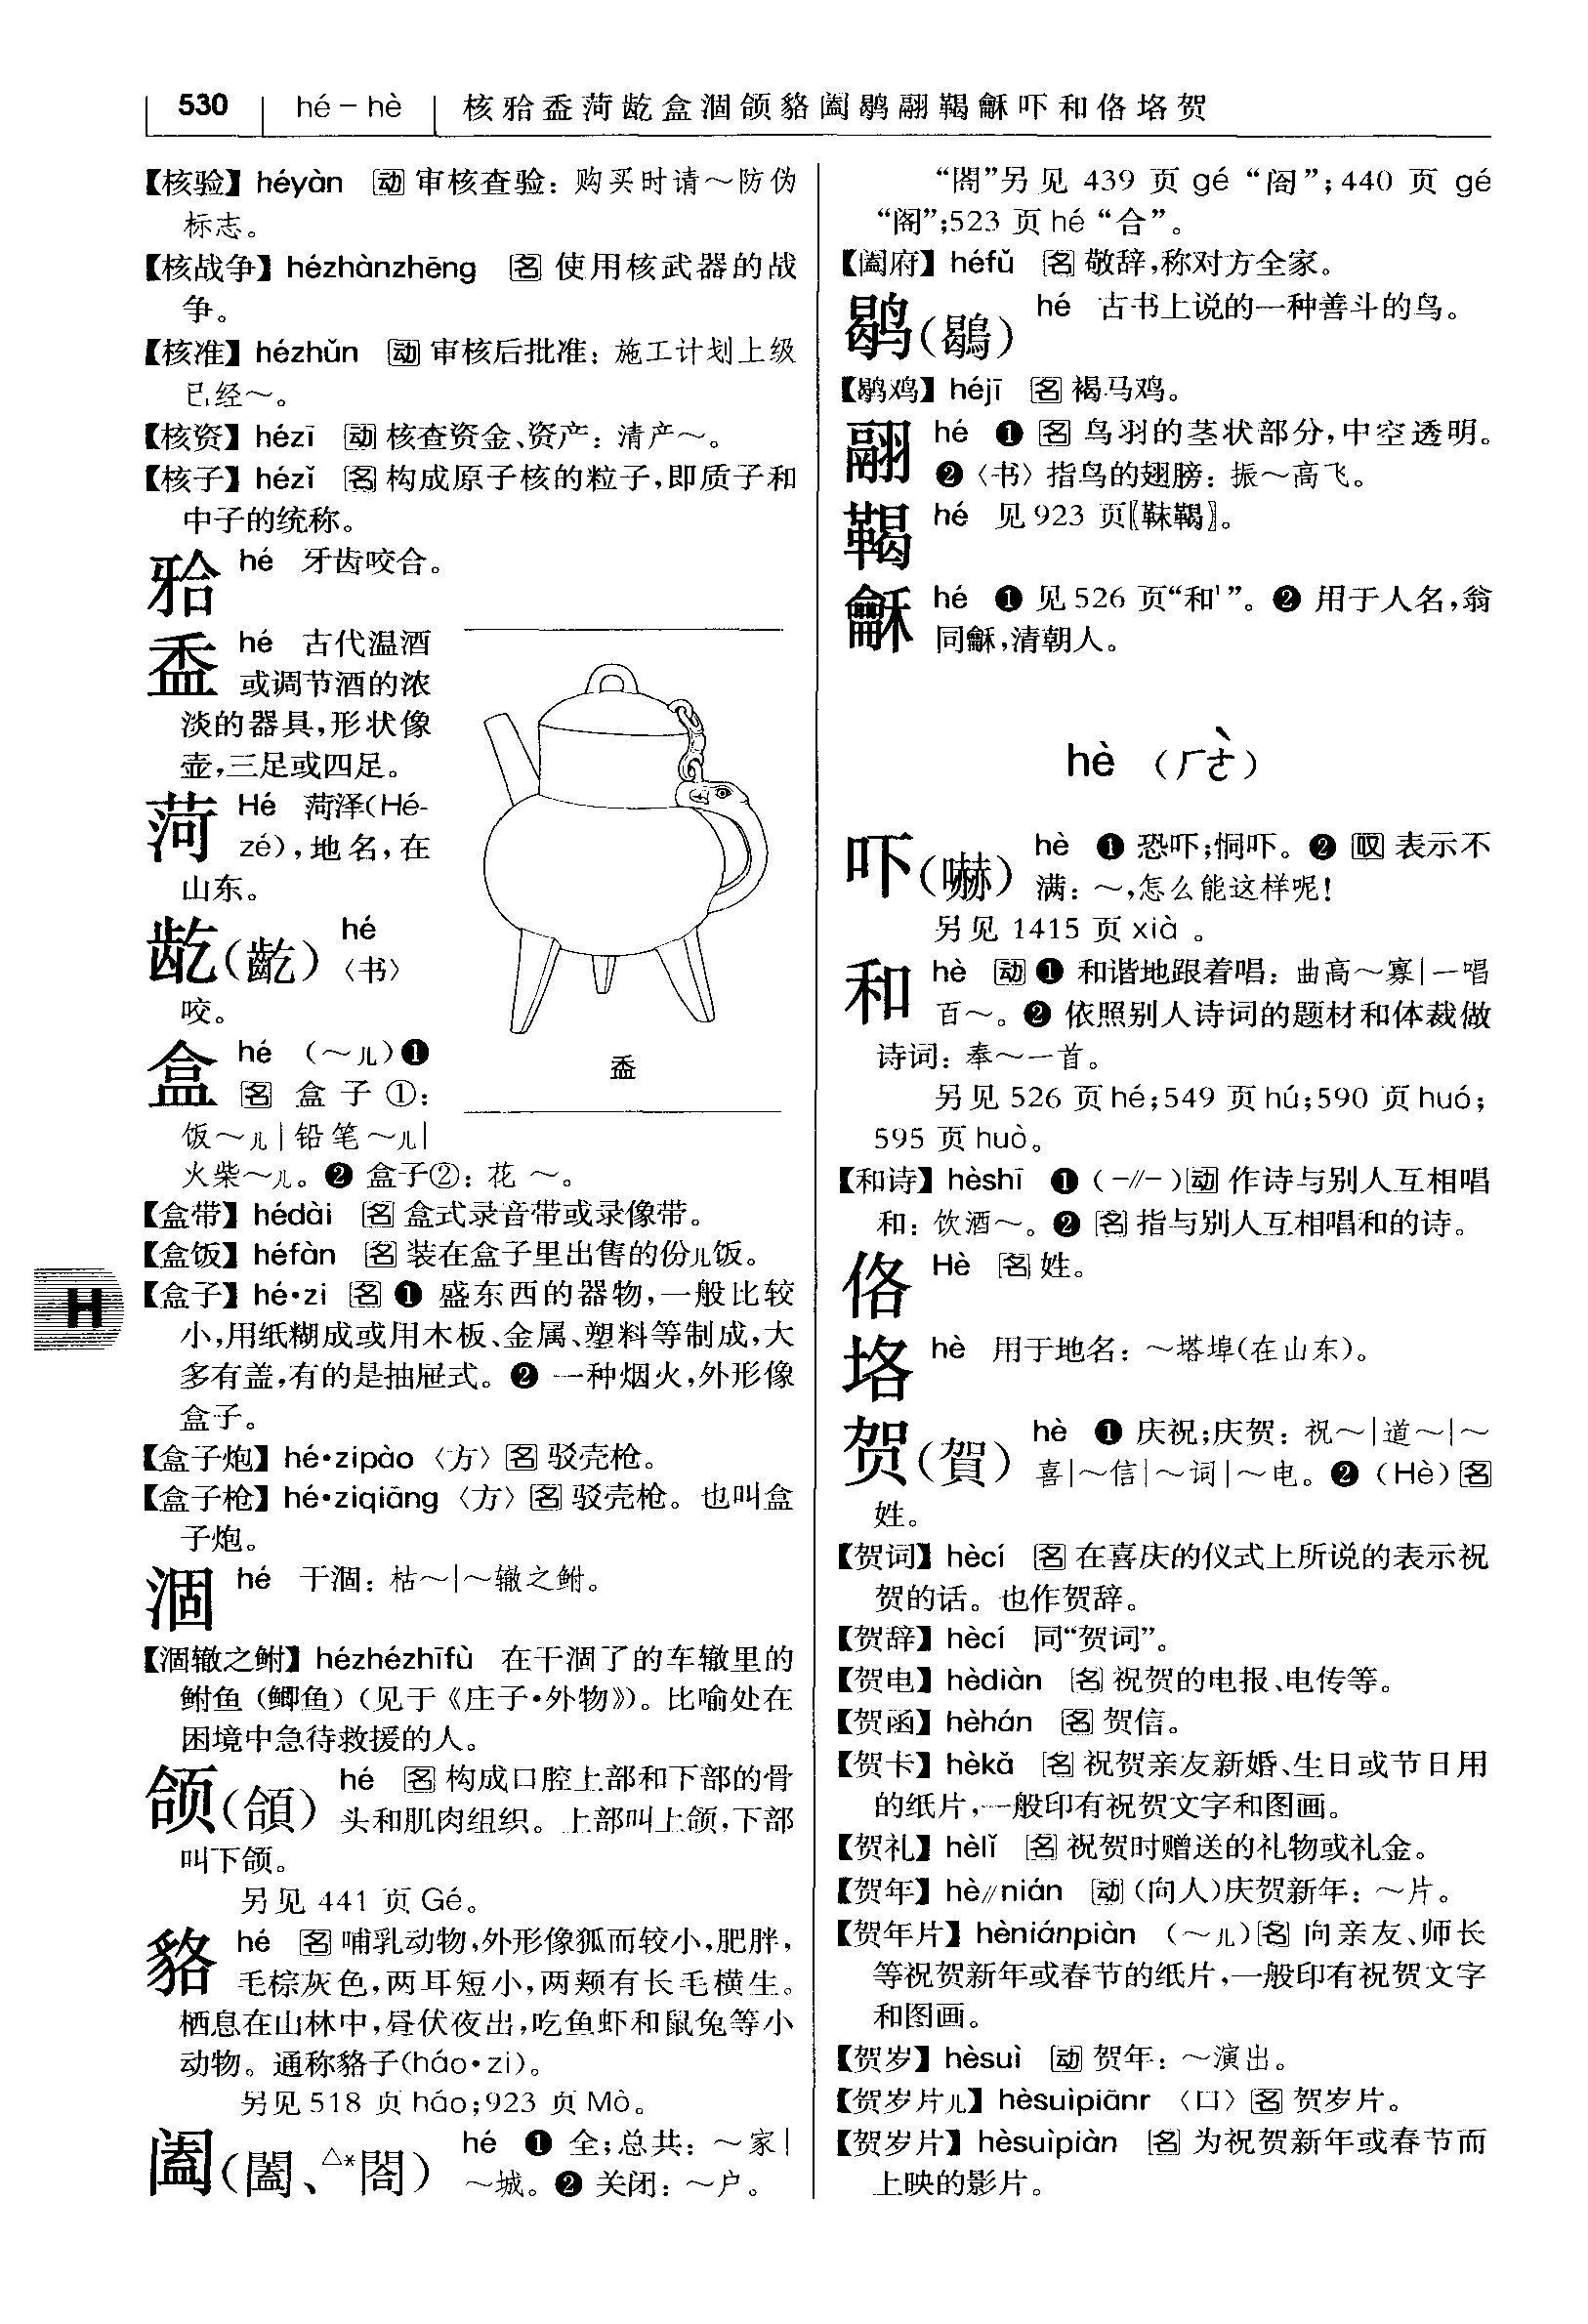 530 hé－hè 核𬌗盉菏龁盒涸颌貉阖鹖翮鞨龢吓和佫垎贺
【核验】héyàn 动 审核查验：购买时请～防伪
标志。
【核战争】hézhànzhēng 名 使用核武器的战
争。
【核准】hézhǔn 动 审核后批准：施工计划上级
已经～。
【核资】hézī 动 核查资金、资产：清产～。
【核子】hézǐ 名 构成原子核的粒子，即质子和
中子的统称。
𬌗 hé 牙齿咬合。
盉 hé 古代温酒
或调节酒的浓
淡的器具，形状像
壶，三足或四足。
菏 Hé 菏泽(Hé-
zé)，地名，在
山东。
龁(齕) hé
〈书〉
咬。
盒 hé （～儿）❶
名 盒子①：
饭～儿|铅笔～儿|
火柴～儿。❷ 盒子②：花～。
盉
【盒带】hédài 名 盒式录音带或录像带。
【盒饭】héfàn 名 装在盒子里出售的份儿饭。
【盒子】hé•zi 名 ❶ 盛东西的器物，一般比较
小，用纸糊成或用木板、金属、塑料等制成，大
多有盖，有的是抽屉式。❷ 一种烟火，外形像
盒子。
【盒子炮】hé•zipào〈方〉名 驳壳枪。
【盒子枪】hé•ziqiāng〈方〉名 驳壳枪。也叫盒
子炮。
H
涸 hé 干涸：枯～|～辙之鲋。
【涸辙之鲋】hézhézhīfù 在干涸了的车辙里的
鲋鱼（鲫鱼）（见于《庄子•外物》）。比喻处在
困境中急待救援的人。
颌(頜) hé 名 构成口腔上部和下部的骨
头和肌肉组织。上部叫上颌，下部
叫下颌。
另见 441 页 Gé。
貉 hé 名 哺乳动物，外形像狐而较小，肥胖，
毛棕灰色，两耳短小，两颊有长毛横生。
栖息在山林中，昼伏夜出，吃鱼虾和鼠兔等小
动物。通称貉子(háo•zi)。
另见 518 页 háo；923 页 Mò。
阖(闔、△*閤) hé ❶ 全；总共：～家|
～城。❷ 关闭：～户。
“閤”另见 439 页 gé “阁”；440 页 gé
“阁”；523 页 hé “合”。
【阖府】héfǔ 名 敬辞，称对方全家。
鹖(鶡) hé 古书上说的一种善斗的鸟。
【鹖鸡】héjī 名 褐马鸡。
翮 hé ❶ 名 鸟羽的茎状部分，中空透明。
❷〈书〉指鸟的翅膀：振～高飞。
鞨 hé 见 923 页〖靺鞨〗。
龢 hé ❶ 见 526 页“和¹”。❷ 用于人名，翁
同龢，清朝人。
hè （ㄏㄜˋ）
吓(嚇) hè ❶ 恐吓；恫吓。❷ 叹 表示不
满：～，怎么能这样呢！
另见 1415 页 xià 。
和 hè 动 ❶ 和谐地跟着唱：曲高～寡|一唱
百～。❷ 依照别人诗词的题材和体裁做
诗词：奉～一首。
另见 526 页 hé；549 页 hú；590 页 huó；
595 页 huò。
【和诗】hèshī ❶（-//-）动 作诗与别人互相唱
和：饮酒～。❷ 名 指与别人互相唱和的诗。
佫 Hè 名 姓。
垎 hè 用于地名：～塔埠(在山东)。
贺(賀) hè ❶ 庆祝；庆贺：祝～|道～|～
喜|～信|～词|～电。❷（Hè）名
姓。
【贺词】hècí 名 在喜庆的仪式上所说的表示祝
贺的话。也作贺辞。
【贺辞】hècí 同“贺词”。
【贺电】hèdiàn 名 祝贺的电报、电传等。
【贺函】hèhán 名 贺信。
【贺卡】hèkǎ 名 祝贺亲友新婚、生日或节日用
的纸片，一般印有祝贺文字和图画。
【贺礼】hèlǐ 名 祝贺时赠送的礼物或礼金。
【贺年】hè//nián 动（向人）庆贺新年：～片。
【贺年片】hèniánpiàn （～儿）名 向亲友、师长
等祝贺新年或春节的纸片，一般印有祝贺文字
和图画。
【贺岁】hèsuì 动 贺年：～演出。
【贺岁片儿】hèsuìpiānr 〈口〉名 贺岁片。
【贺岁片】hèsuìpiàn 名 为祝贺新年或春节而
上映的影片。